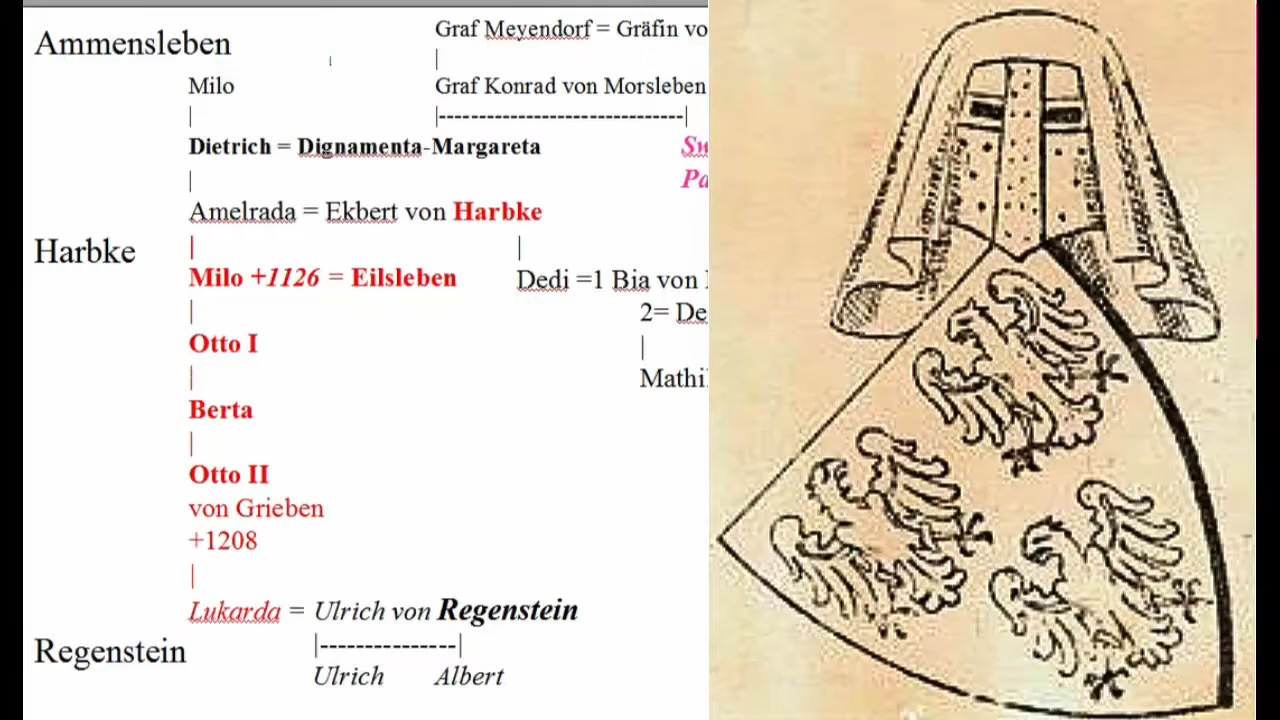 Graf Meyendorf = Gräfin vo
Ammensleben
Milo
Graf Konrad von Morsleben
|-----------------------------|
Dietrich = Dignamenta-Margareta
Sw
Pa
Amelrada = Ekbert von Harbke
Harbke
Milo +1126 = Eilsleben
Dedi =1 Bia von
2= De
Otto I
Mathi
Berta
Otto II
von Grieben
+1208
Lukarda = Ulrich von Regenstein
Regenstein
|---------------|
Ulrich Albert